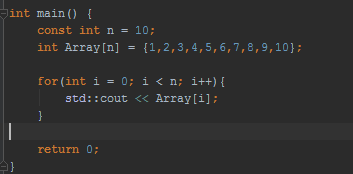 int main() {
    const int n = 10;
    int Array[n] = {1,2,3,4,5,6,7,8,9,10};
    for(int i = 0; i < n; i++){
        std::cout << Array[i];
    }
    return 0;
}